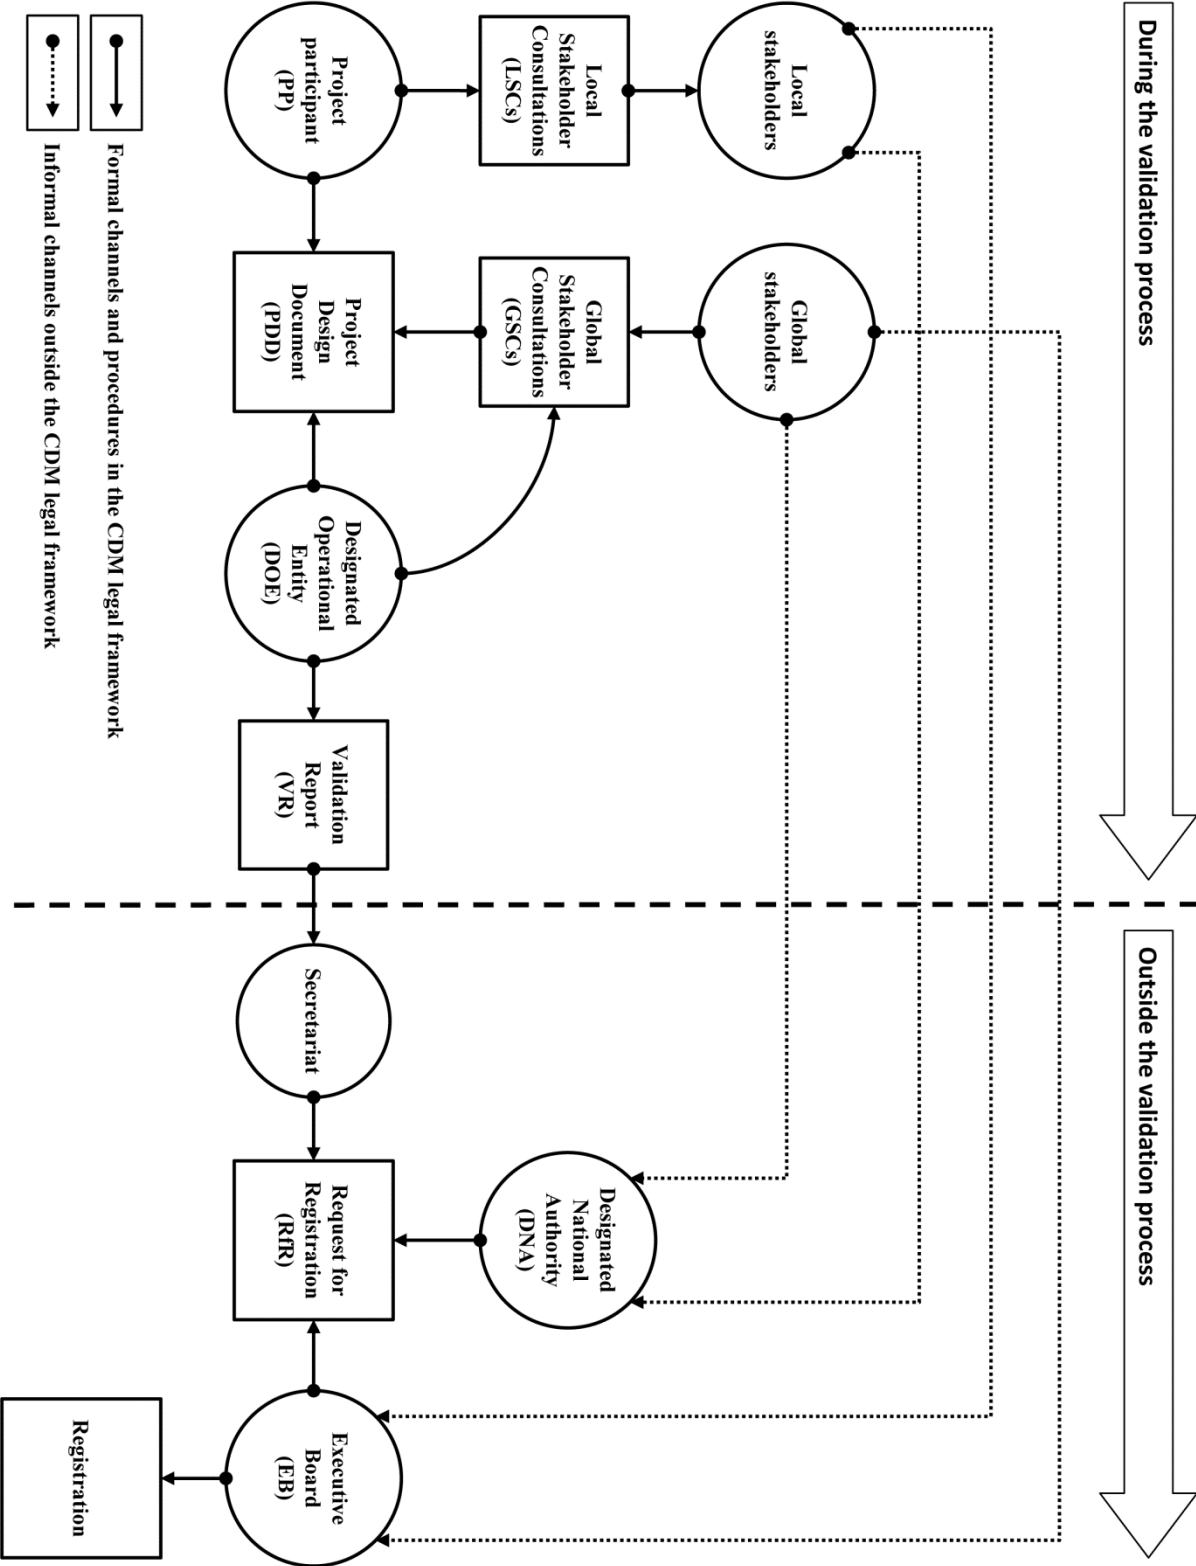 During the validation process
Outside the validation process
Local
stakeholders
Global
stakeholders
Local
Stakeholder
Consultations
(LSCs)
Global
Stakeholder
Consultations
(GSCs)
Designated
National
Authority
(DNA)
Project
participant
(PP)
Project
Design
Document
(PDD)
Designated
Operational
Entity
(DOE)
Validation
Report
(VR)
Secretariat
Request for
Registration
(RfR)
Executive
Board
(EB)
Registration
Formal channels and procedures in the CDM legal framework
Informal channels outside the CDM legal framework